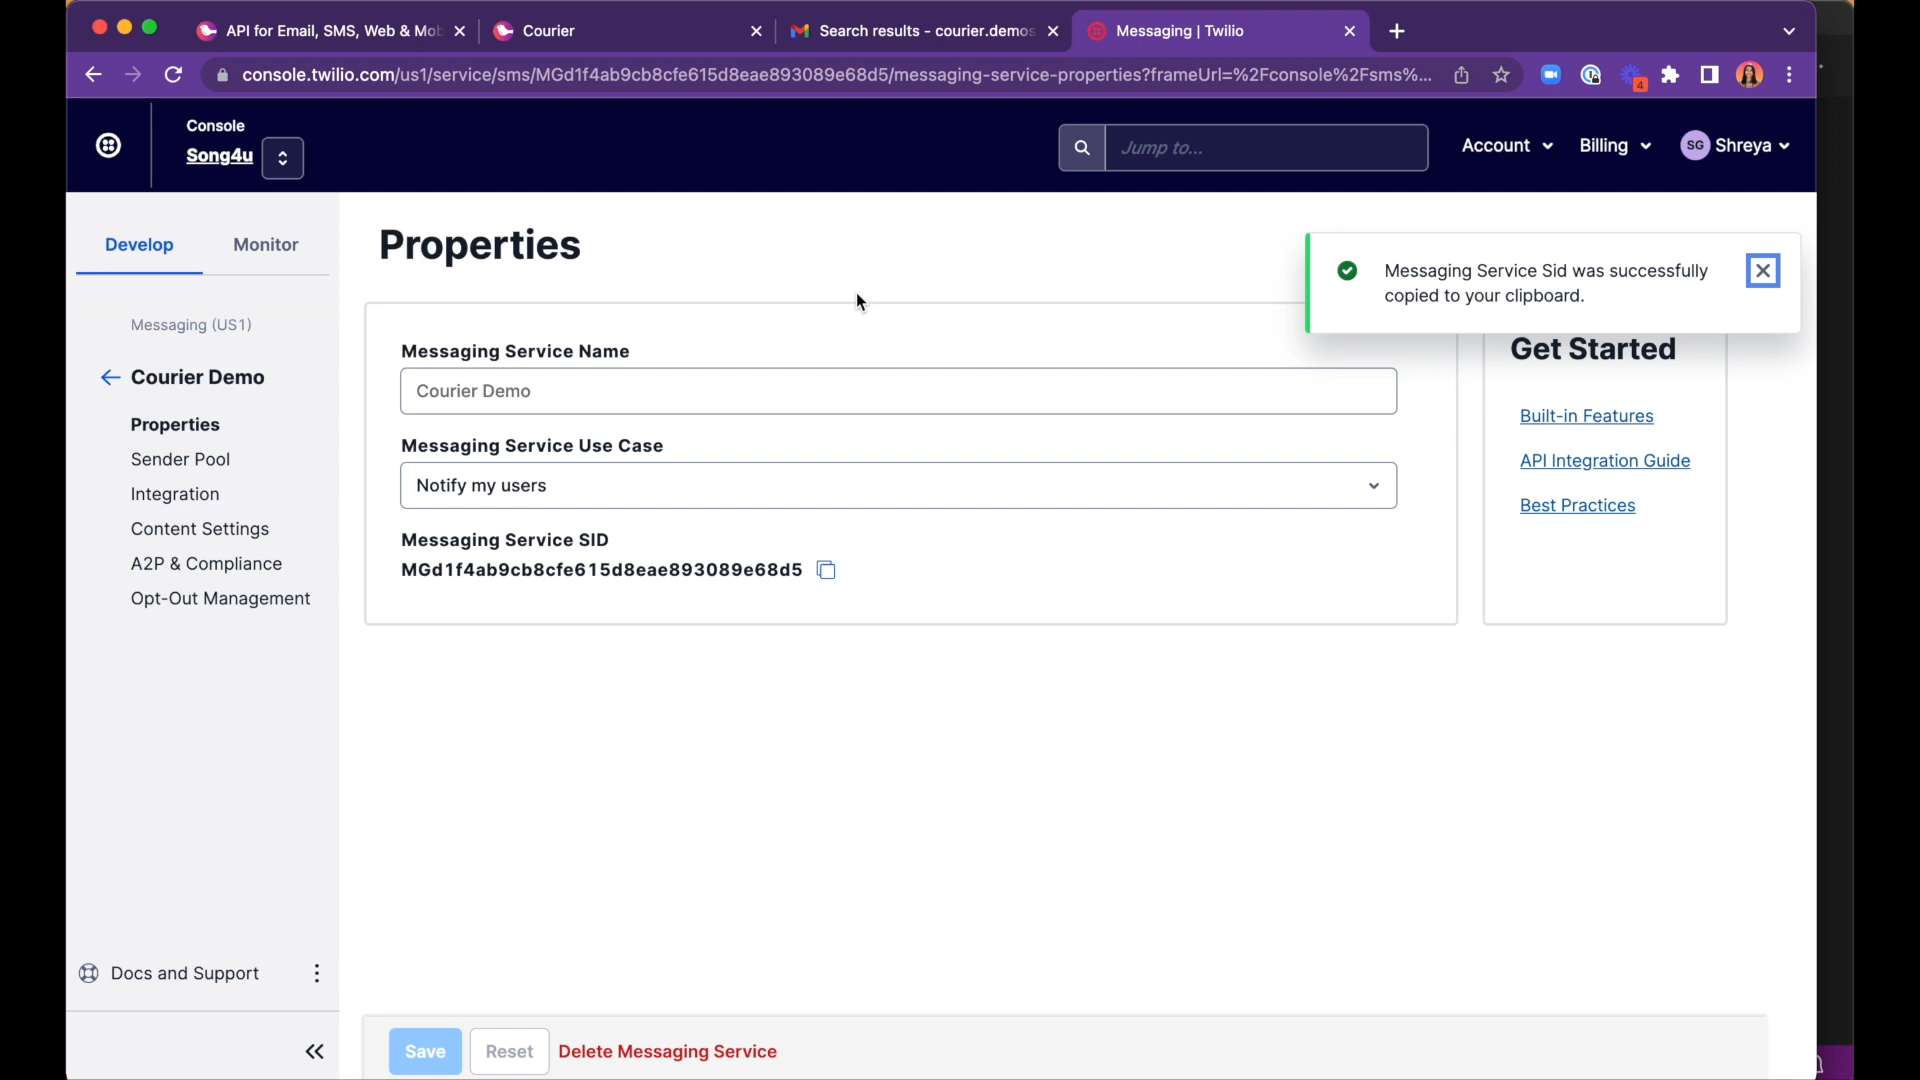 API for Email, SMS, Web & Mob
Courier
Search results - courier.demos
Messaging | Twilio
console.twilio.com/us1/service/sms/MGd1f4ab9cb8cfe615d8eae893089e68d5/messaging-service-properties?frameUrl=%2Fconsole%2Fsms%...
4
Console
Song4u
Jump to...
Account
Billing
SG
Shreya
Develop
Monitor
Properties
Messaging Service Sid was successfully
copied to your clipboard.
Messaging (US1)
Courier Demo
Properties
Sender Pool
Integration
Content Settings
A2P & Compliance
Opt-Out Management
Messaging Service Name
Courier Demo
Messaging Service Use Case
Notify my users
Messaging Service SID
MGd1f4ab9cb8cfe615d8eae893089e68d5
Get Started
Built-in Features
API Integration Guide
Best Practices
Docs and Support
Save
Reset
Delete Messaging Service